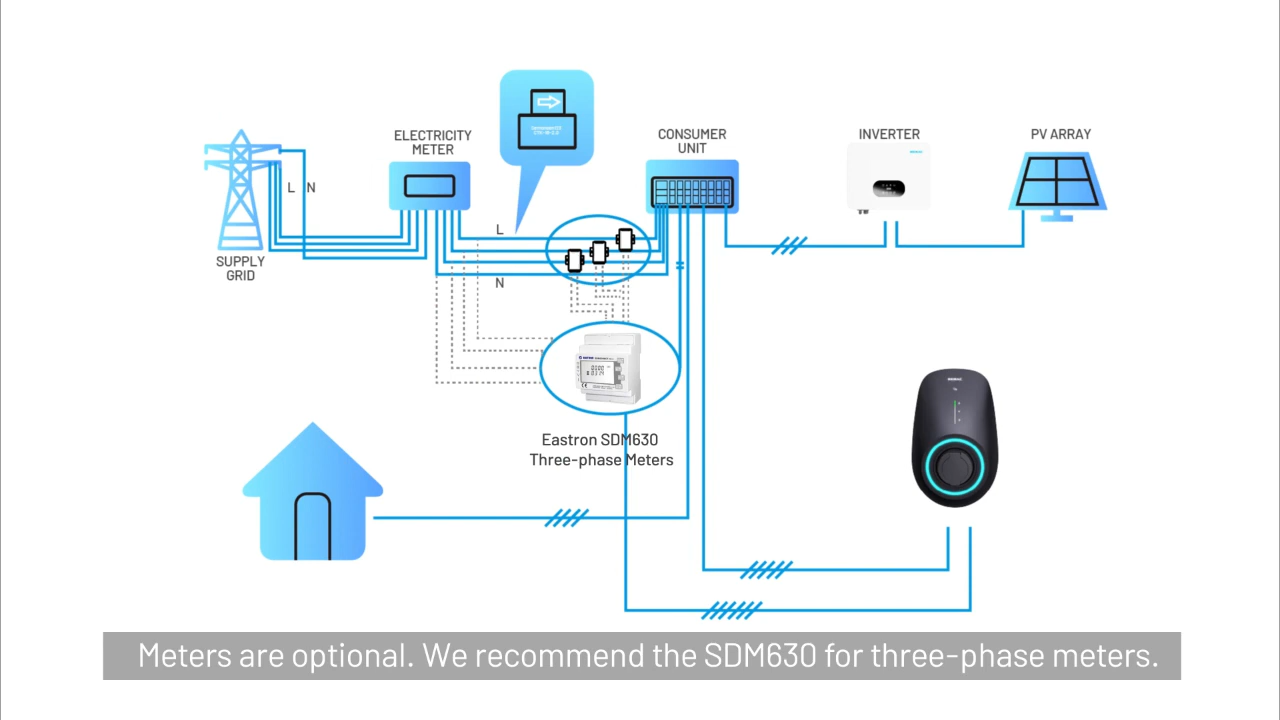 ELECTRICITY
METER
CONSUMER
UNIT
INVERTER
PV ARRAY
L N
L
N
SUPPLY
GRID
Eastron SDM630
Three-phase Meters
Meters are optional. We recommend the SDM630 for three-phase meters.